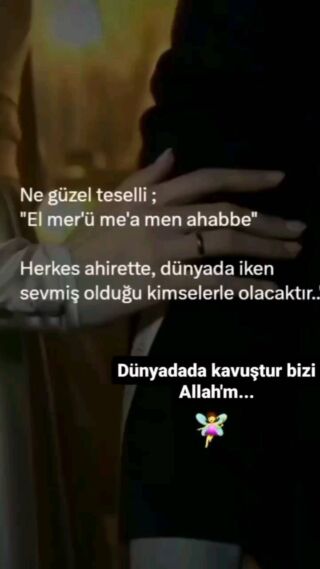 Ne güzel teselli ;
"El mer'ü me'a men ahabbe"
Herkes ahirette, dünyada iken
sevmiş olduğu kimselerle olacaktır.."
Dünyadada kavuştur bizi
Allah'm...